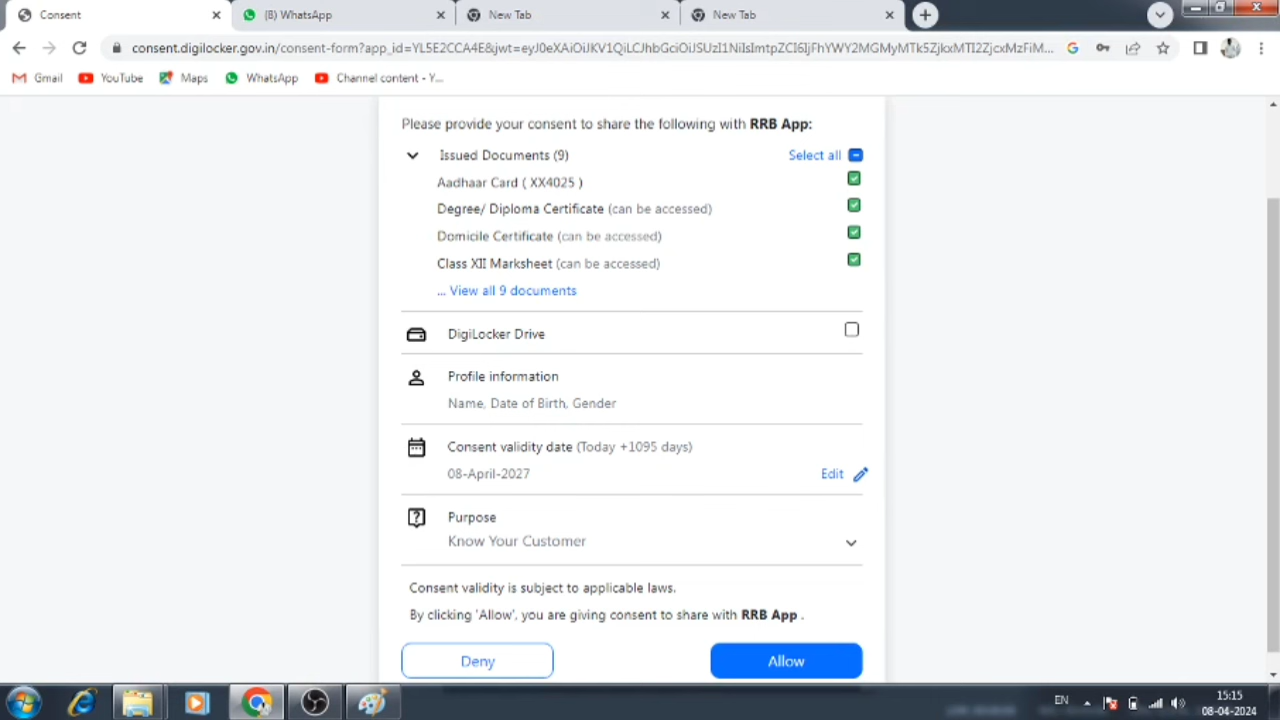 Consent
(8) WhatsApp
New Tab
New Tab
consent.digilocker.gov.in/consent-form?app_id=YL5E2CCA4E&jwt=eyJ0eXAiOiJKV1QiLCJhbGciOiJSUzI1NiIsImtpZCI6IjFhYWY2MGMyMTk5ZjkxMTI2ZjcxMzFiM...
Gmail
YouTube
Maps
WhatsApp
Channel content - Y...
Please provide your consent to share the following with RRB App:
Issued Documents (9)
Select all
Aadhaar Card ( XX4025 )
Degree/ Diploma Certificate (can be accessed)
Domicile Certificate (can be accessed)
Class XII Marksheet (can be accessed)
... View all 9 documents
DigiLocker Drive
Profile information
Name, Date of Birth, Gender
Consent validity date (Today +1095 days)
08-April-2027
Edit
Purpose
Know Your Customer
Consent validity is subject to applicable laws.
By clicking 'Allow', you are giving consent to share with RRB App .
Deny
Allow
EN
15:15
08-04-2024